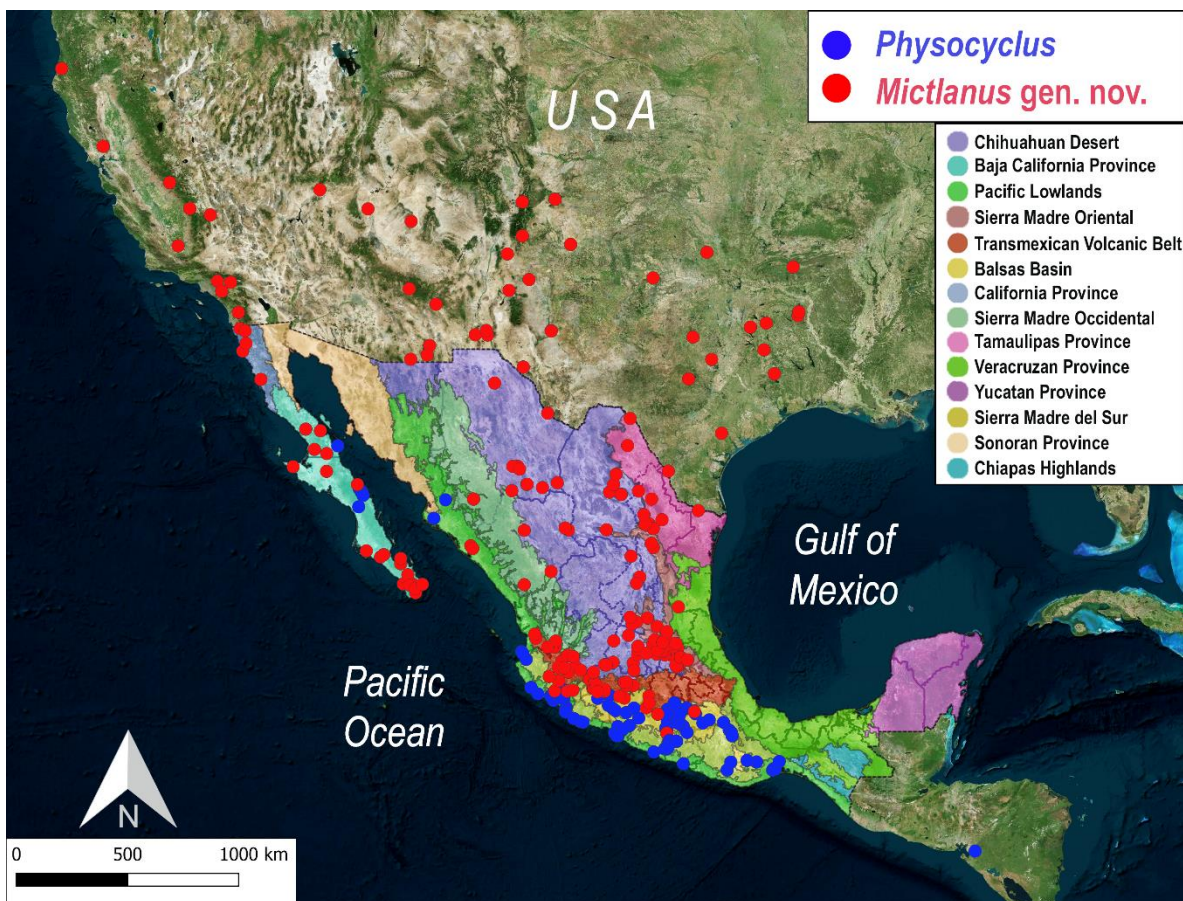 Physocyclus
Mictlanus gen. nov.
USA
Chihuahuan Desert
Baja California Province
Pacific Lowlands
Sierra Madre Oriental
Transmexican Volcanic Belt
Balsas Basin
California Province
Sierra Madre Occidental
Tamaulipas Province
Veracruzan Province
Yucatan Province
Sierra Madre del Sur
Sonoran Province
Chiapas Highlands
Gulf of
Mexico
Pacific
Ocean
N
0 500 1000 km